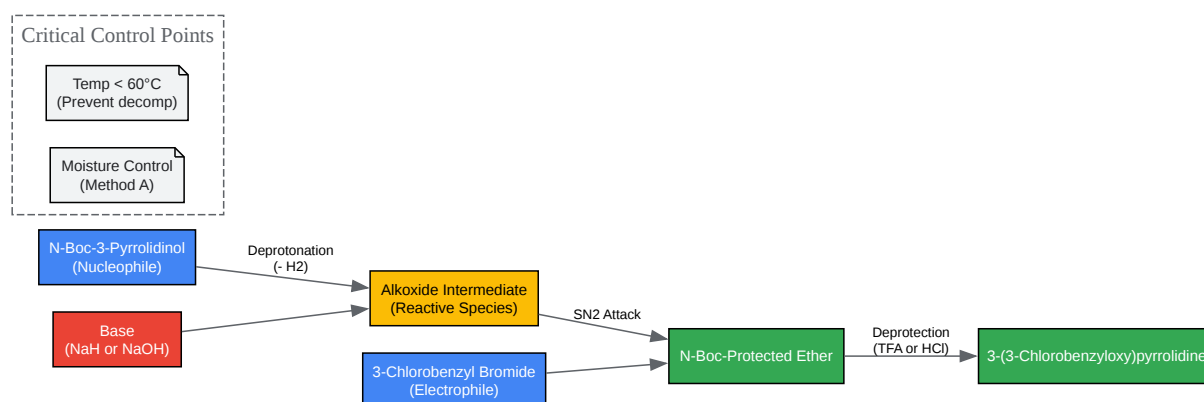 Critical Control Points
Temp < 60°C
(Prevent decomp)
Moisture Control
(Method A)
N-Boc-3-Pyrrolidinol
(Nucleophile)
Deprotonation
(- H2)
Base
(NaH or NaOH)
Alkoxide Intermediate
(Reactive Species)
SN2 Attack
3-Chlorobenzyl Bromide
(Electrophile)
N-Boc-Protected Ether
Deprotection
(TFA or HCl)
3-(3-Chlorobenzyloxy)pyrrolidine